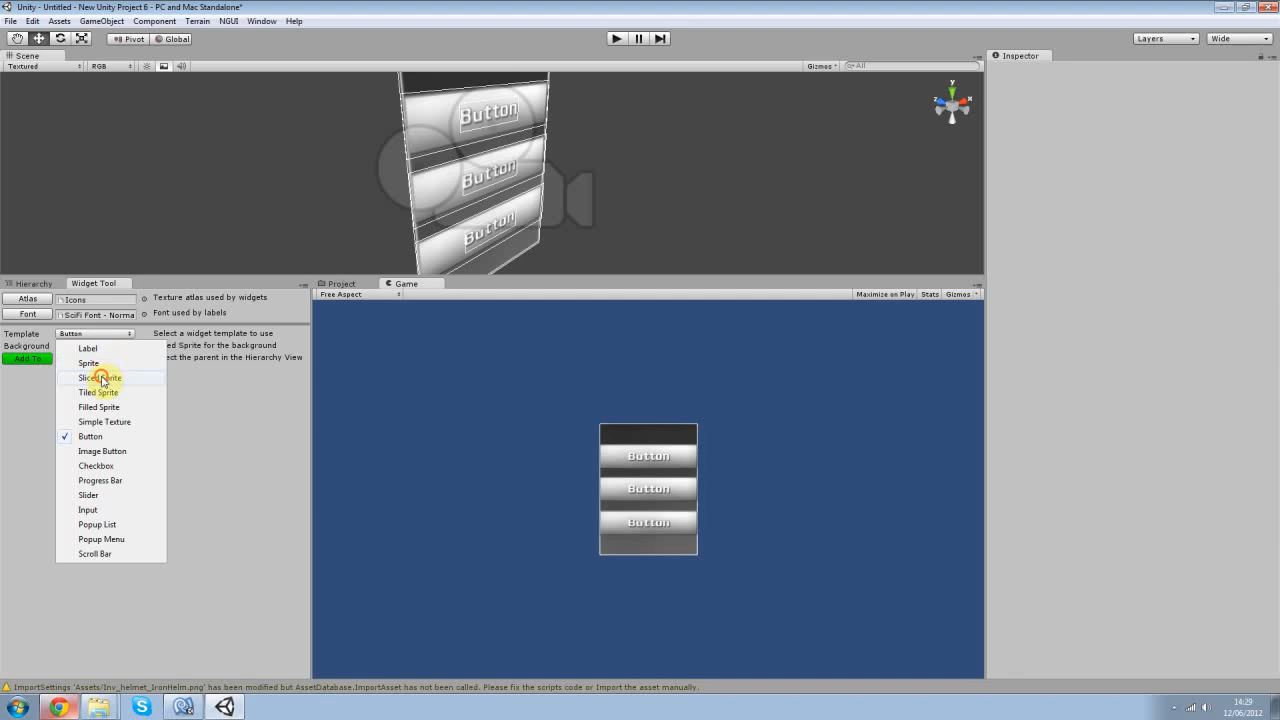 Unity - Untitled - New Unity Project 6 - PC and Mac Standalone*
File Edit Assets GameObject Component Terrain NGUI Window Help
Pivot Global Layers Wide
Scene
Inspector
Textured RGB Gizmos All
y
z x
Button
Button
Button
Hierarchy Widget Tool
Project Game
Atlas Icons Texture atlas used by widgets
Free Aspect Maximize on Play Stats Gizmos
Font SciFi Font - Norma Font used by labels
Template Button Select a widget template to use
Background ed Sprite for the background
Add To ect the parent in the Hierarchy View
Label
Sprite
Sliced Sprite
Tiled Sprite
Filled Sprite
Simple Texture
Button
Image Button
Checkbox
Progress Bar
Slider
Input
Popup List
Popup Menu
Scroll Bar
Button
Button
Button
ImportSettings 'Assets/Inv_helmet_IronHelm.png' has been modified but AssetDatabase.ImportAsset has not been called. Please fix the scripts code or Import the asset manually.
14:29
12/06/2012